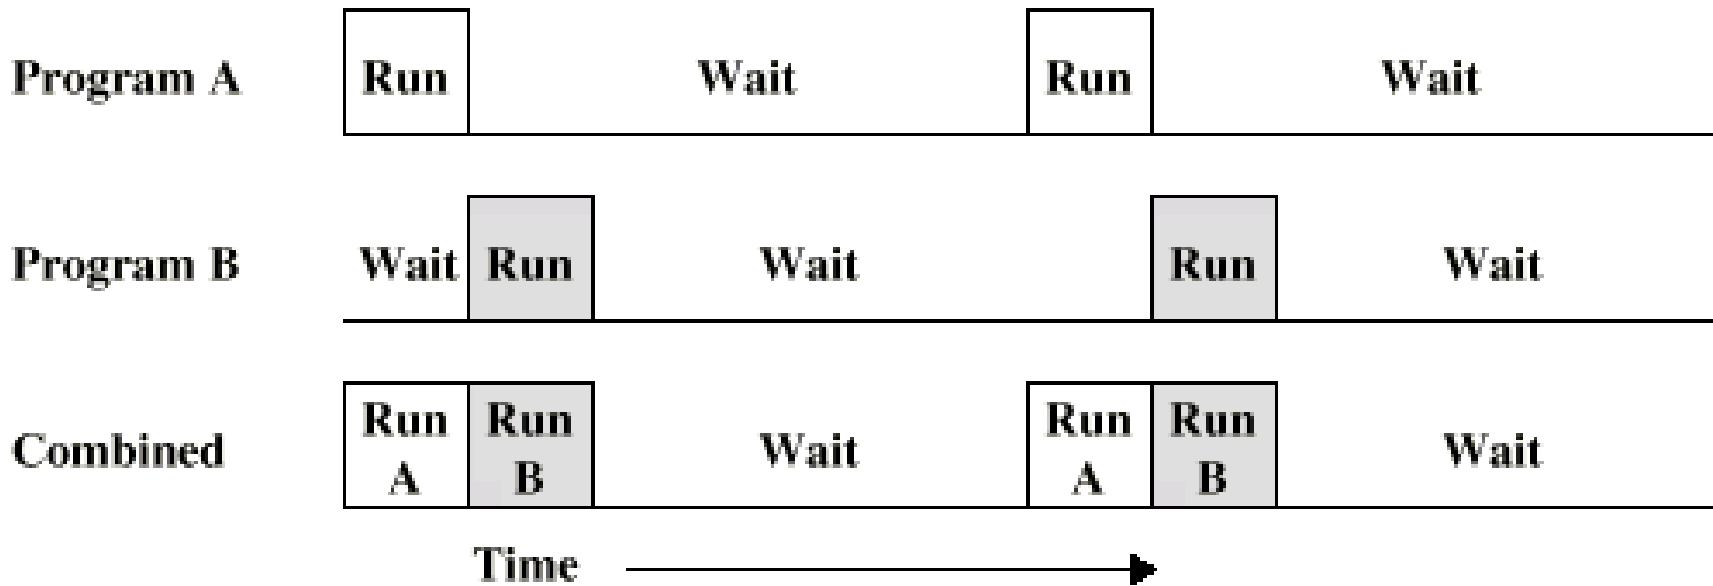 Program A Run Wait Run Wait
Program B Wait Run Wait Run Wait
Combined Run A Run B Wait Run A Run B Wait
Time